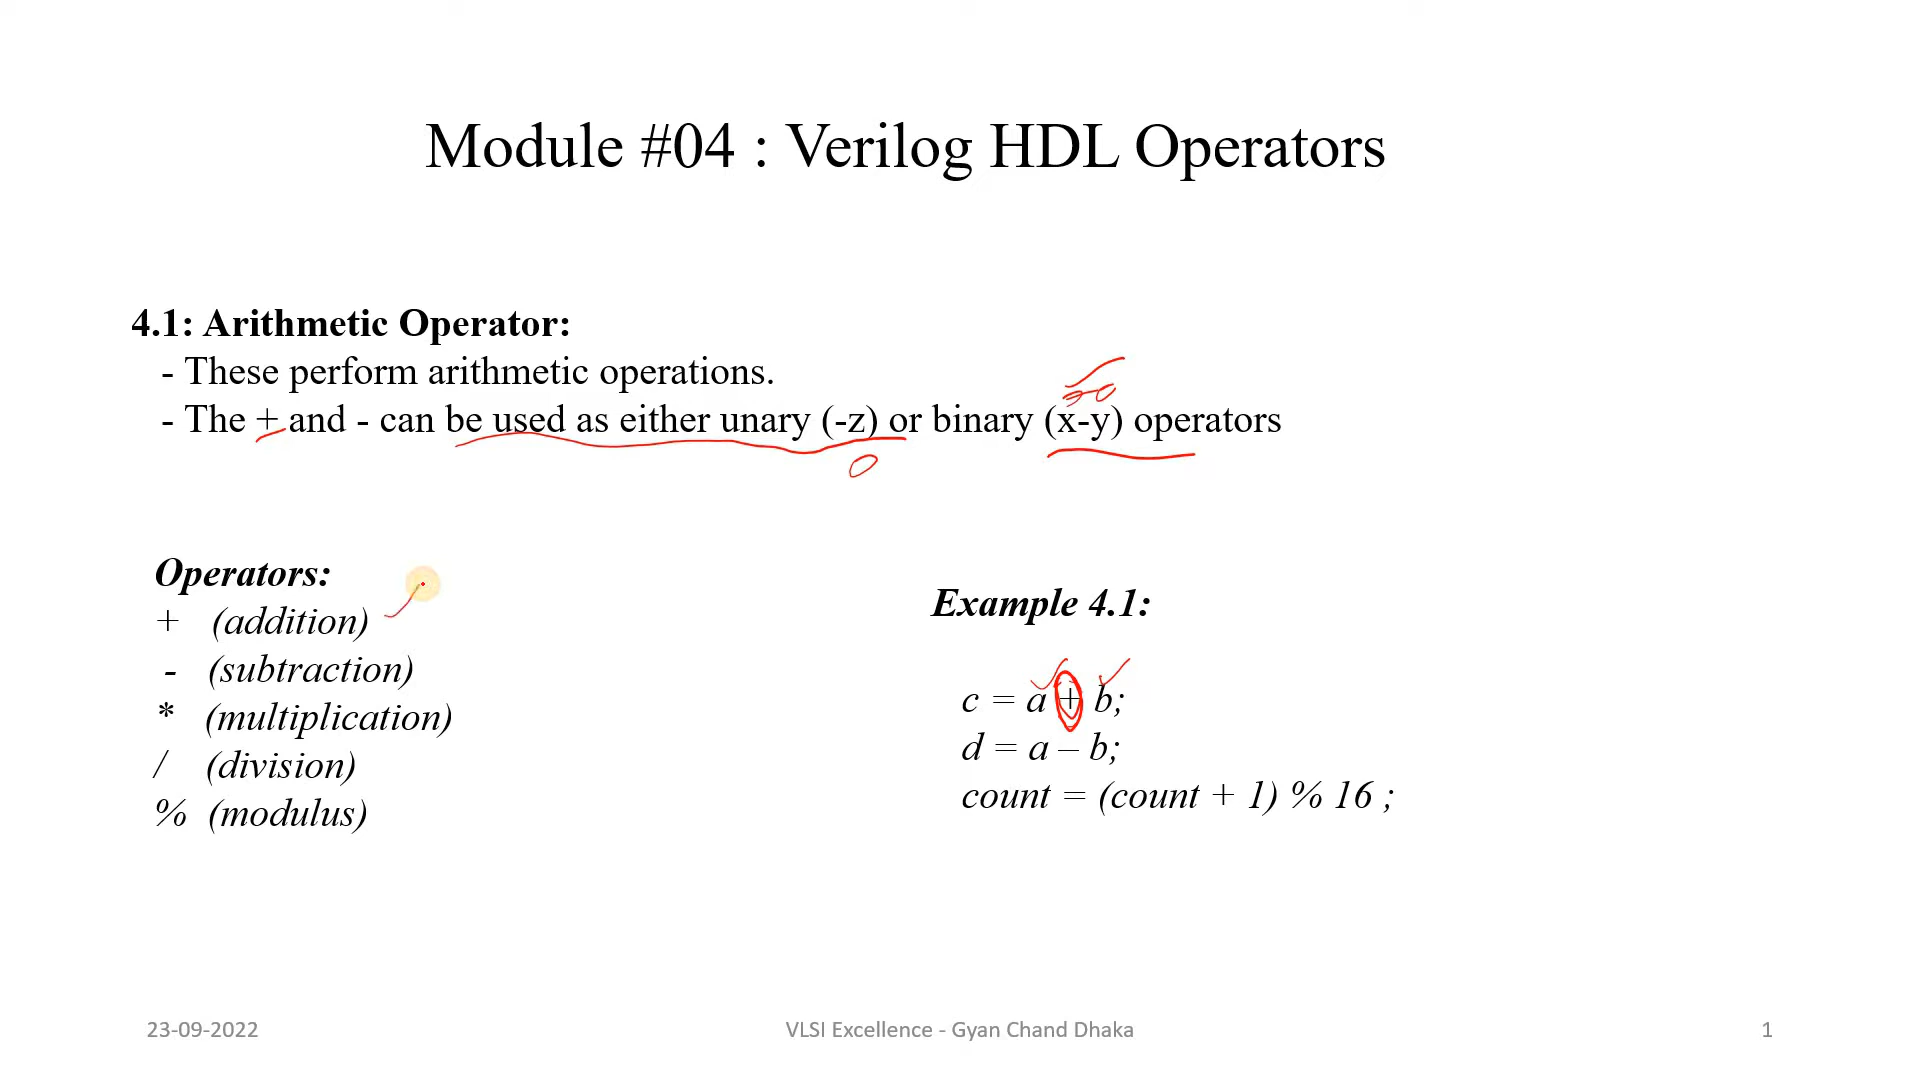 Module #04 : Verilog HDL Operators
4.1: Arithmetic Operator:
- These perform arithmetic operations.
- The + and - can be used as either unary (-z) or binary (x-y) operators
Operators:
+ (addition)
- (subtraction)
* (multiplication)
/ (division)
% (modulus)
Example 4.1:
c = a + b;
d = a – b;
count = (count + 1) % 16 ;
23-09-2022
VLSI Excellence - Gyan Chand Dhaka
1